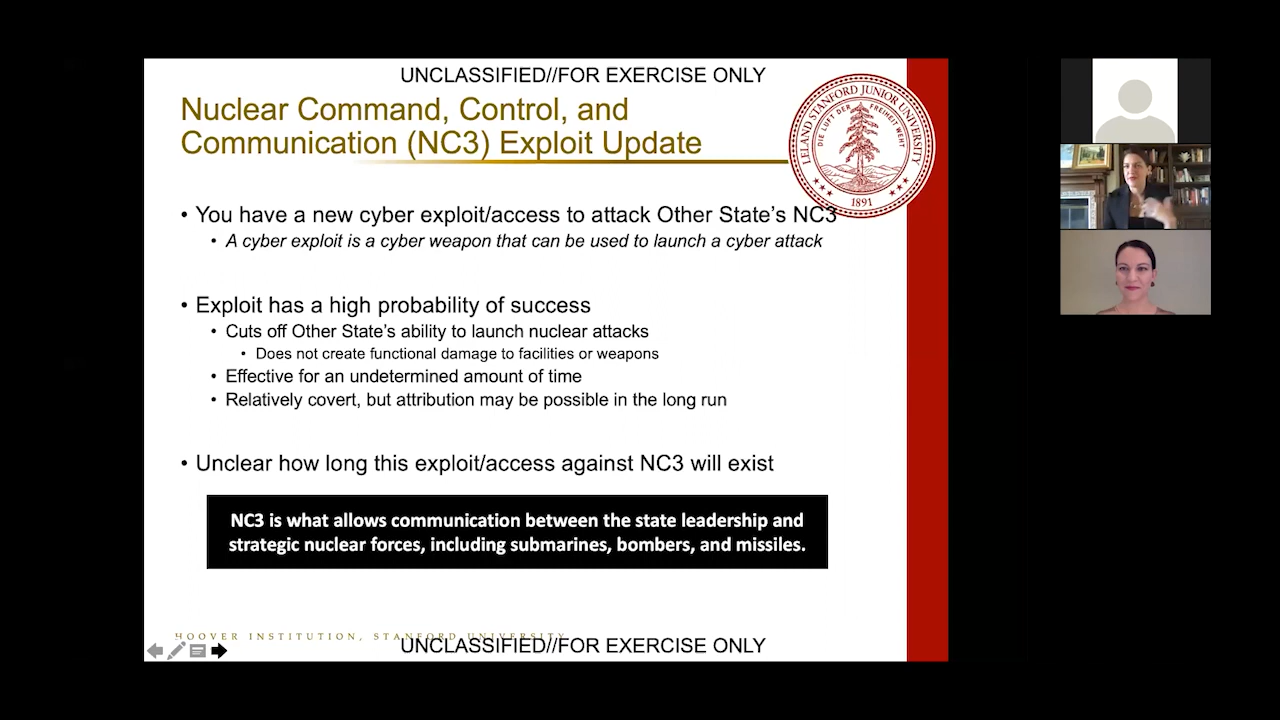 UNCLASSIFIED//FOR EXERCISE ONLY
Nuclear Command, Control, and
Communication (NC3) Exploit Update
LELAND STANFORD JUNIOR UNIVERSITY
DIE LUFT DER FREIHEIT WEHT
1891
• You have a new cyber exploit/access to attack Other State’s NC3
• A cyber exploit is a cyber weapon that can be used to launch a cyber attack
• Exploit has a high probability of success
• Cuts off Other State’s ability to launch nuclear attacks
• Does not create functional damage to facilities or weapons
• Effective for an undetermined amount of time
• Relatively covert, but attribution may be possible in the long run
• Unclear how long this exploit/access against NC3 will exist
NC3 is what allows communication between the state leadership and
strategic nuclear forces, including submarines, bombers, and missiles.
HOOVER INSTITUTION, STANFORD UNIVERSITY
UNCLASSIFIED//FOR EXERCISE ONLY